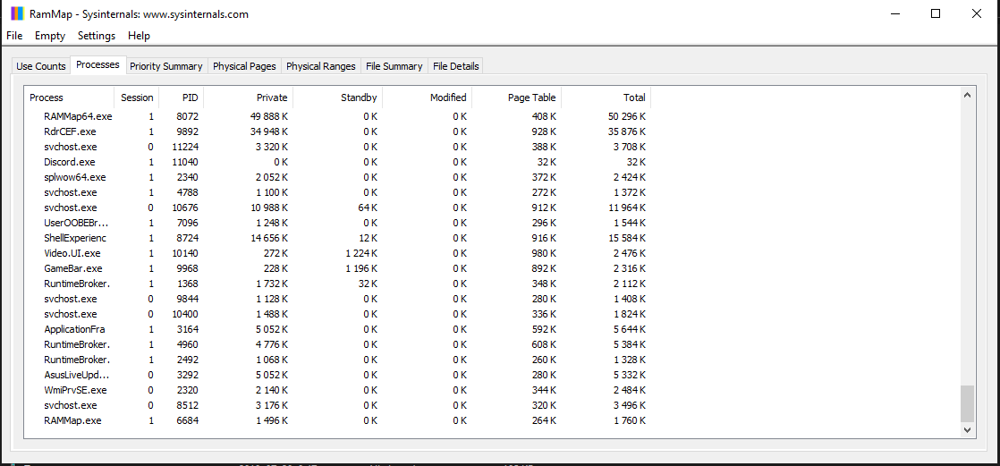 RamMap - Sysinternals: www.sysinternals.com
File Empty Settings Help
Use Counts Processes Priority Summary Physical Pages Physical Ranges File Summary File Details
Process Session PID Private Standby Modified Page Table Total
RAMMap64.exe 1 8072 49 888 K 0 K 0 K 408 K 50 296 K
RdrCEF.exe 1 9892 34 948 K 0 K 0 K 928 K 35 876 K
svchost.exe 0 11224 3 320 K 0 K 0 K 388 K 3 708 K
Discord.exe 1 11040 0 K 0 K 0 K 32 K 32 K
splwow64.exe 1 2340 2 052 K 0 K 0 K 372 K 2 424 K
svchost.exe 1 4788 1 100 K 0 K 0 K 272 K 1 372 K
svchost.exe 0 10676 10 988 K 64 K 0 K 912 K 11 964 K
UserOOBEBr... 1 7096 1 248 K 0 K 0 K 296 K 1 544 K
ShellExperienc 1 8724 14 656 K 12 K 0 K 916 K 15 584 K
Video.UI.exe 1 10140 272 K 1 224 K 0 K 980 K 2 476 K
GameBar.exe 1 9968 228 K 1 196 K 0 K 892 K 2 316 K
RuntimeBroker. 1 1368 1 732 K 32 K 0 K 348 K 2 112 K
svchost.exe 0 9844 1 128 K 0 K 0 K 280 K 1 408 K
svchost.exe 0 10400 1 488 K 0 K 0 K 336 K 1 824 K
ApplicationFra 1 3164 5 052 K 0 K 0 K 592 K 5 644 K
RuntimeBroker. 1 4960 4 776 K 0 K 0 K 608 K 5 384 K
RuntimeBroker. 1 2492 1 068 K 0 K 0 K 260 K 1 328 K
AsusLiveUpd... 0 3292 5 052 K 0 K 0 K 280 K 5 332 K
WmiPrvSE.exe 0 2320 2 140 K 0 K 0 K 344 K 2 484 K
svchost.exe 0 8512 3 176 K 0 K 0 K 320 K 3 496 K
RAMMap.exe 1 6684 1 496 K 0 K 0 K 264 K 1 760 K